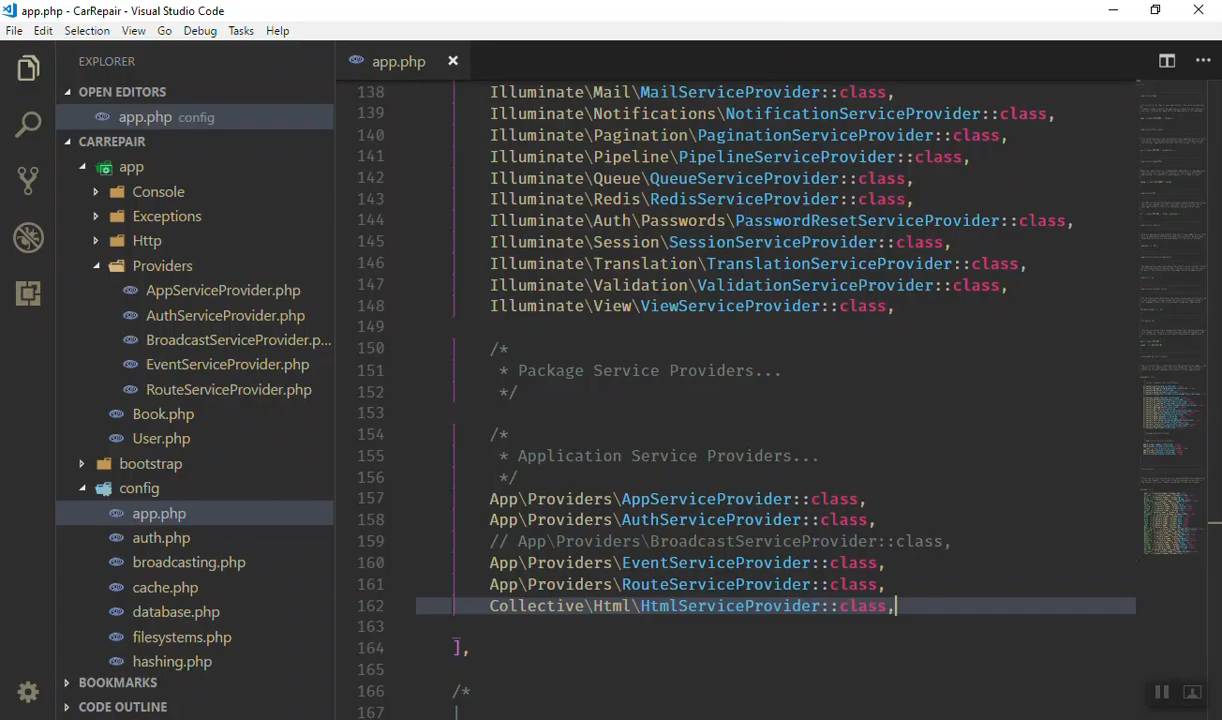 app.php - CarRepair - Visual Studio Code
File Edit Selection View Go Debug Tasks Help
EXPLORER
OPEN EDITORS
app.php config
CARREPAIR
app
Console
Exceptions
Http
Providers
AppServiceProvider.php
AuthServiceProvider.php
BroadcastServiceProvider.p...
EventServiceProvider.php
RouteServiceProvider.php
Book.php
User.php
bootstrap
config
app.php
auth.php
broadcasting.php
cache.php
database.php
filesystems.php
hashing.php
BOOKMARKS
CODE OUTLINE
app.php
138 Illuminate\Mail\MailServiceProvider::class,
139 Illuminate\Notifications\NotificationServiceProvider::class,
140 Illuminate\Pagination\PaginationServiceProvider::class,
141 Illuminate\Pipeline\PipelineServiceProvider::class,
142 Illuminate\Queue\QueueServiceProvider::class,
143 Illuminate\Redis\RedisServiceProvider::class,
144 Illuminate\Auth\Passwords\PasswordResetServiceProvider::class,
145 Illuminate\Session\SessionServiceProvider::class,
146 Illuminate\Translation\TranslationServiceProvider::class,
147 Illuminate\Validation\ValidationServiceProvider::class,
148 Illuminate\View\ViewServiceProvider::class,
149
150 /*
151 * Package Service Providers...
152 */
153
154 /*
155 * Application Service Providers...
156 */
157 App\Providers\AppServiceProvider::class,
158 App\Providers\AuthServiceProvider::class,
159 // App\Providers\BroadcastServiceProvider::class,
160 App\Providers\EventServiceProvider::class,
161 App\Providers\RouteServiceProvider::class,
162 Collective\Html\HtmlServiceProvider::class,
163
164 ],
165
166 /*
167 |